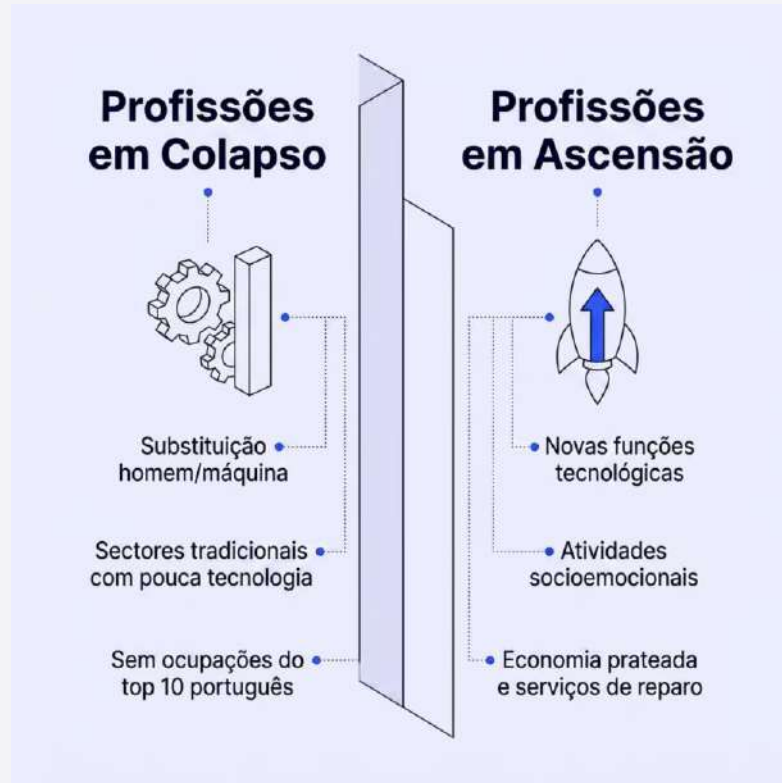 Profissões
em Colapso
Substituição
homem/máquina
Sectores tradicionais
com pouca tecnologia
Sem ocupações do
top 10 português
Profissões
em Ascensão
Novas funções
tecnológicas
Atividades
socioemocionais
Economia prateada
e serviços de reparo